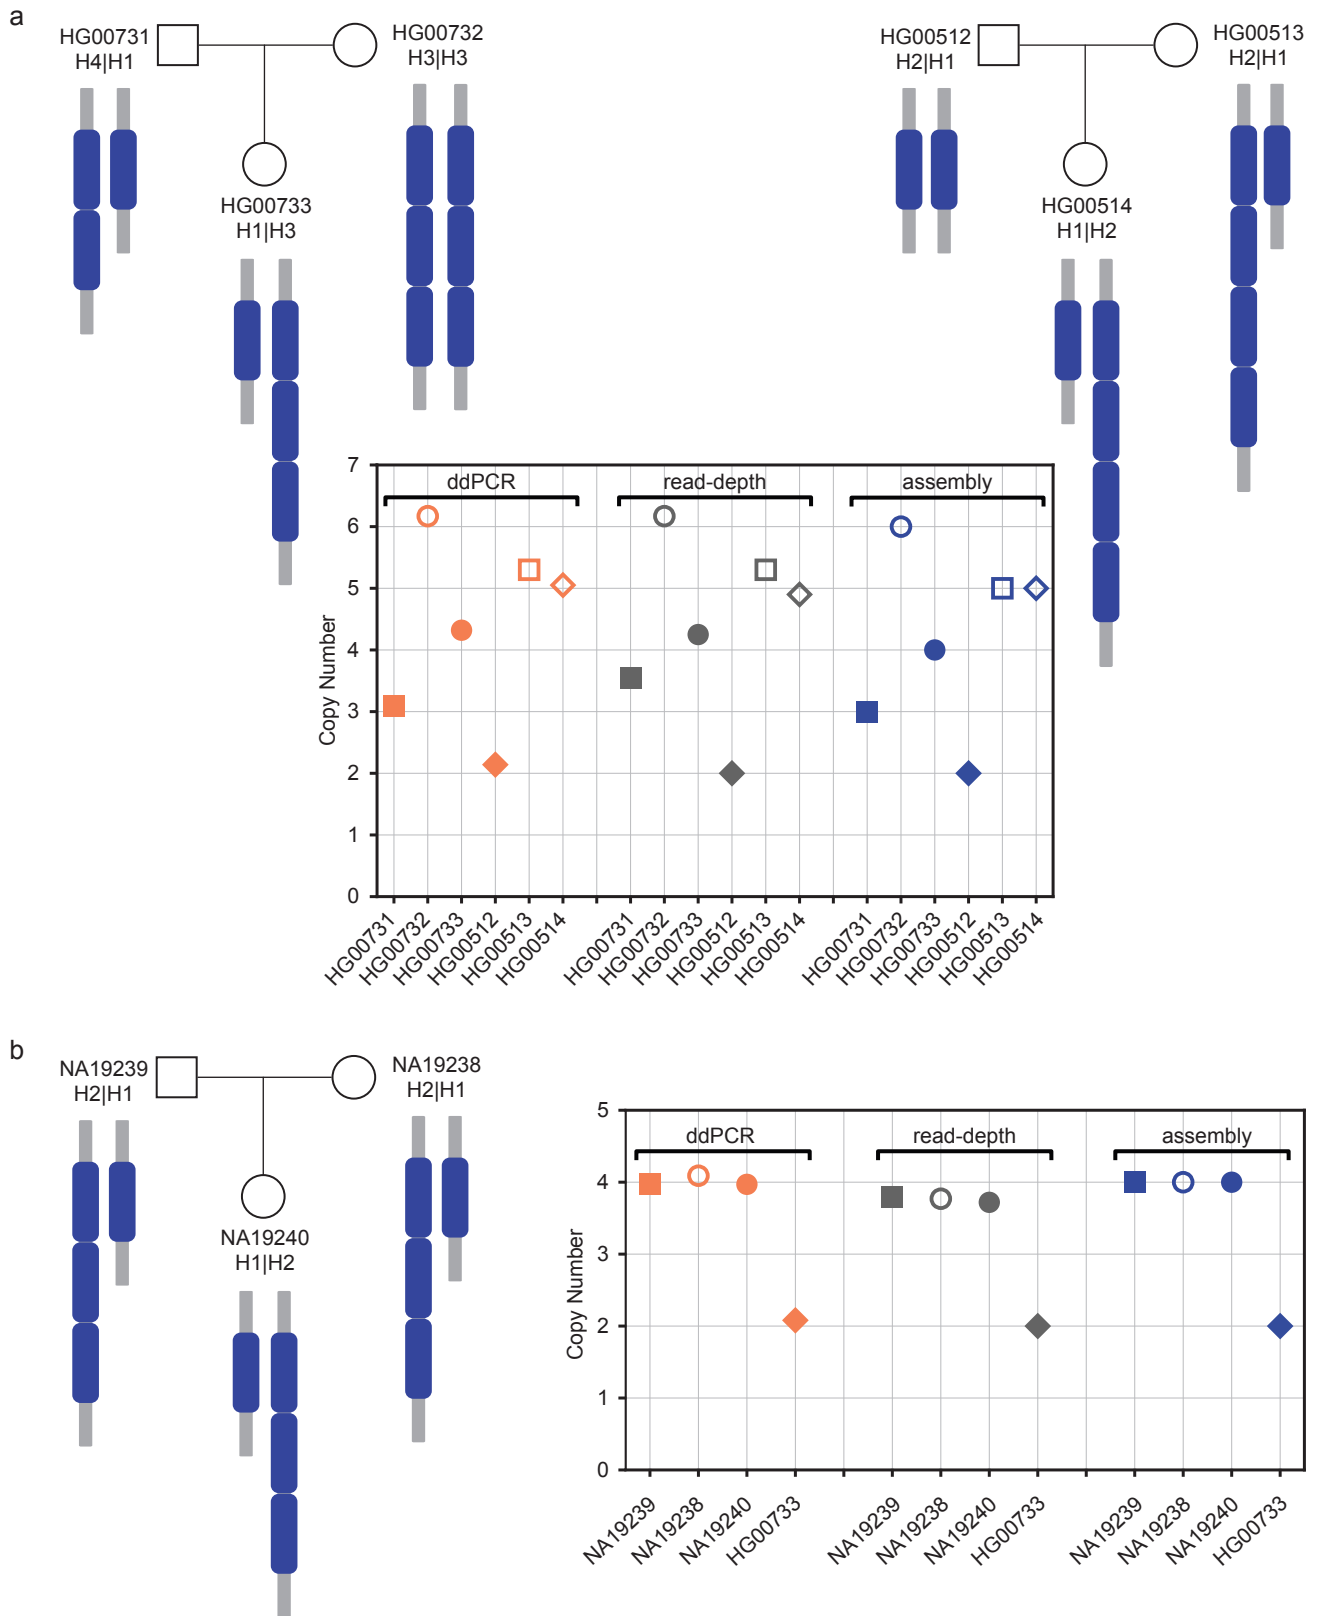 a
HG00731
H4|H1
HG00732
H3|H3
HG00733
H1|H3
HG00512
H2|H1
HG00513
H2|H1
HG00514
H1|H2
7
6
5
4
3
2
1
0
Copy Number
ddPCR
read-depth
assembly
HG00731
HG00732
HG00733
HG00512
HG00513
HG00514
HG00731
HG00732
HG00733
HG00512
HG00513
HG00514
HG00731
HG00732
HG00733
HG00512
HG00513
HG00514
b
NA19239
H2|H1
NA19238
H2|H1
NA19240
H1|H2
5
4
3
2
1
0
Copy Number
ddPCR
read-depth
assembly
NA19239
NA19238
NA19240
HG00733
NA19239
NA19238
NA19240
HG00733
NA19239
NA19238
NA19240
HG00733